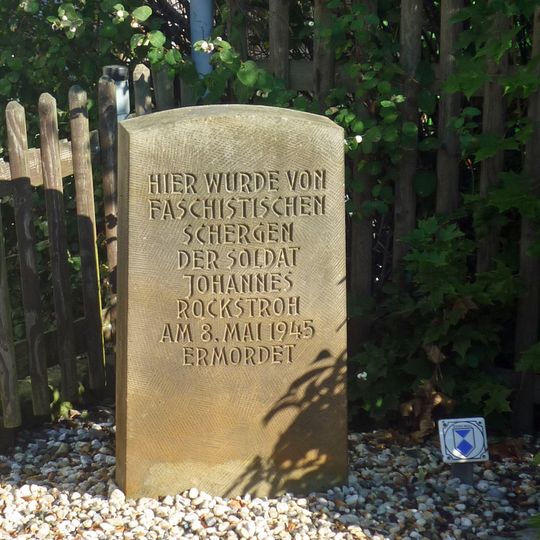 HIER WURDE VON
FASCHISTISCHEN
SCHERGEN
DER SOLDAT
JOHANNES
ROCKSTROH
AM 8. MAI 1945
ERMORDET